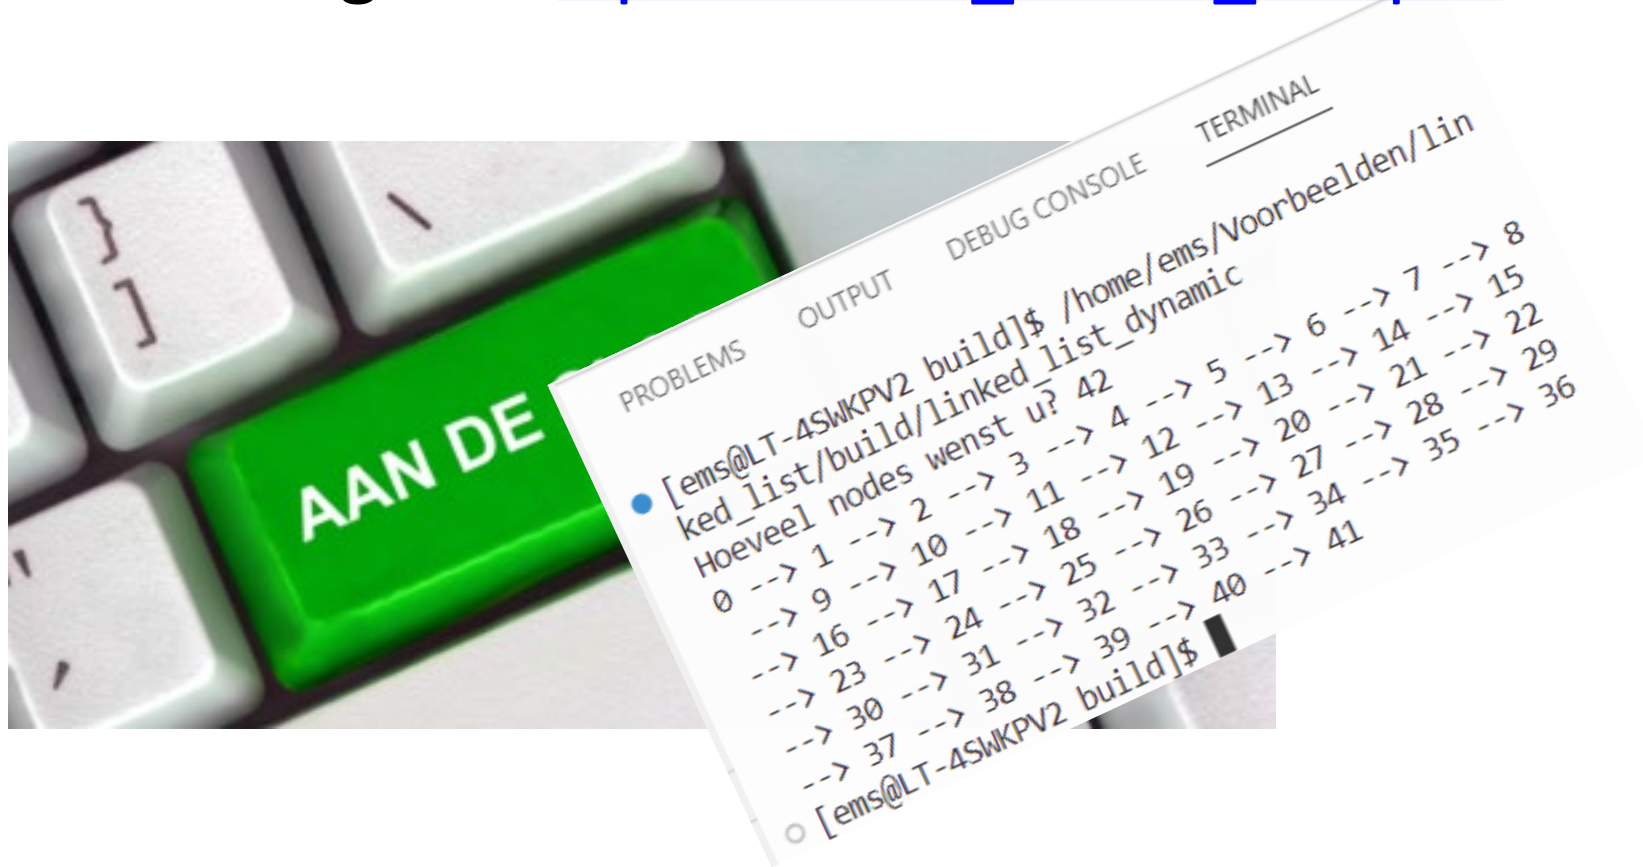 }
]
\
"
'
AAN DE
PROBLEMS OUTPUT DEBUG CONSOLE TERMINAL
[ems@LT-4SWKPV2 build]$ /home/ems/Voorbeelden/lin
ked_list/build/linked_list_dynamic
Hoeveel nodes wenst u? 42
0 --> 1 --> 2 --> 3 --> 4 --> 5 --> 6 --> 7 --> 8
--> 9 --> 10 --> 11 --> 12 --> 13 --> 14 --> 15
--> 16 --> 17 --> 18 --> 19 --> 20 --> 21 --> 22
--> 23 --> 24 --> 25 --> 26 --> 27 --> 28 --> 29
--> 30 --> 31 --> 32 --> 33 --> 34 --> 35 --> 36
--> 37 --> 38 --> 39 --> 40 --> 41
[ems@LT-4SWKPV2 build]$